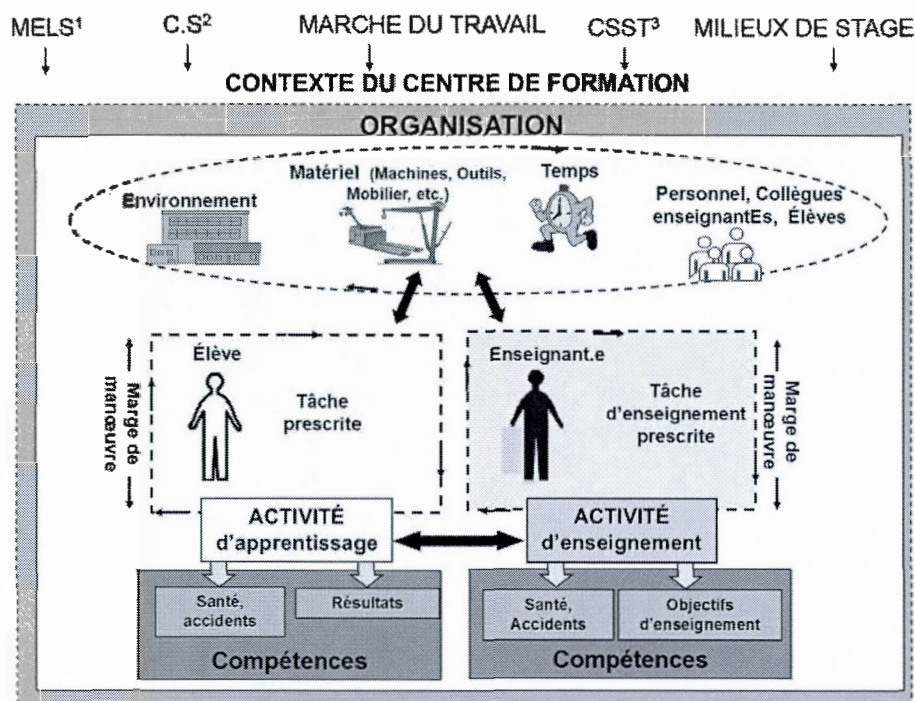 MELS¹ C.S² MARCHE DU TRAVAIL CSST³ MILIEUX DE STAGE
CONTEXTE DU CENTRE DE FORMATION
ORGANISATION
Environnement
Matériel (Machines, Outils,
Mobilier, etc.)
Temps
Personnel, Collègues
enseignantEs, Élèves
Marge de
manœuvre
Élève
Tâche
prescrite
Enseignant.e
Tâche
d'enseignement
prescrite
Marge de
manœuvre
ACTIVITÉ
d'apprentissage
ACTIVITÉ
d'enseignement
Santé,
accidents
Résultats
Compétences
Santé,
Accidents
Objectifs
d'enseignement
Compétences